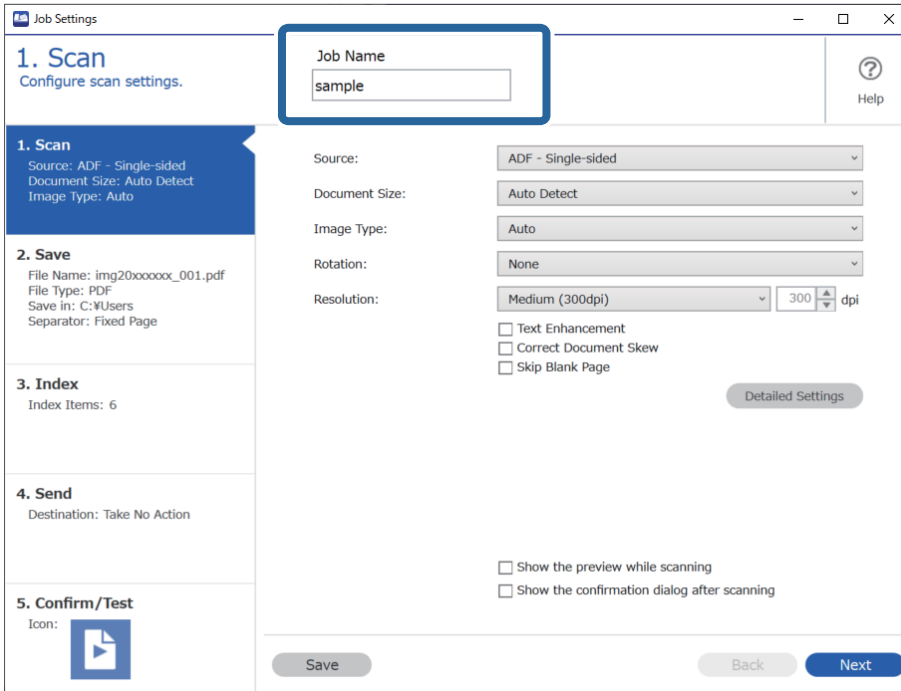 Job Settings
1. Scan
Configure scan settings.
Job Name
sample
Help
1. Scan
Source: ADF - Single-sided
Document Size: Auto Detect
Image Type: Auto
2. Save
File Name: img20xxxxxx_001.pdf
File Type: PDF
Save in: C:¥Users
Separator: Fixed Page
3. Index
Index Items: 6
4. Send
Destination: Take No Action
5. Confirm/Test
Icon:
Source: ADF - Single-sided
Document Size: Auto Detect
Image Type: Auto
Rotation: None
Resolution: Medium (300dpi) 300 dpi
Text Enhancement
Correct Document Skew
Skip Blank Page
Detailed Settings
Show the preview while scanning
Show the confirmation dialog after scanning
Save Back Next